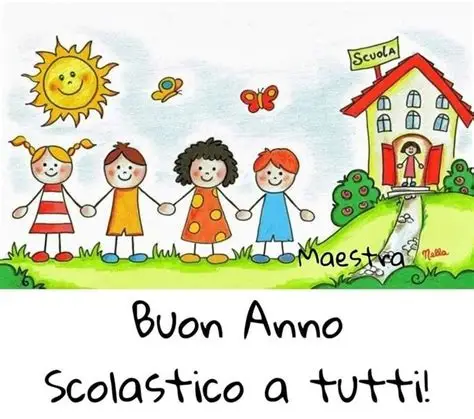 SCUOLA
Maestra Nella
Buon Anno
Scolastico a tutti!